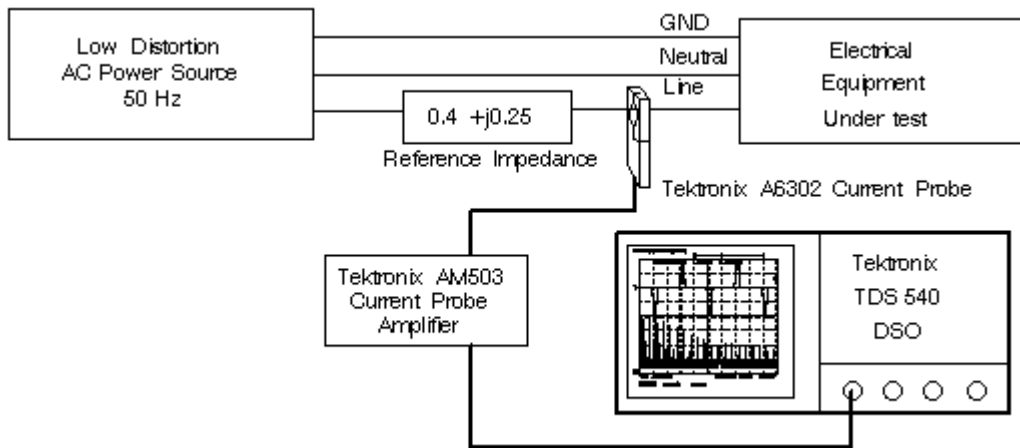 Low Distortion
AC Power Source
50 Hz
GND
Neutral
Line
Electrical
Equipment
Under test
0.4 +j0.25
Reference Impedance
Tektronix A6302 Current Probe
Tektronix AM503
Current Probe
Amplifier
Tektronix
TDS 540
DSO